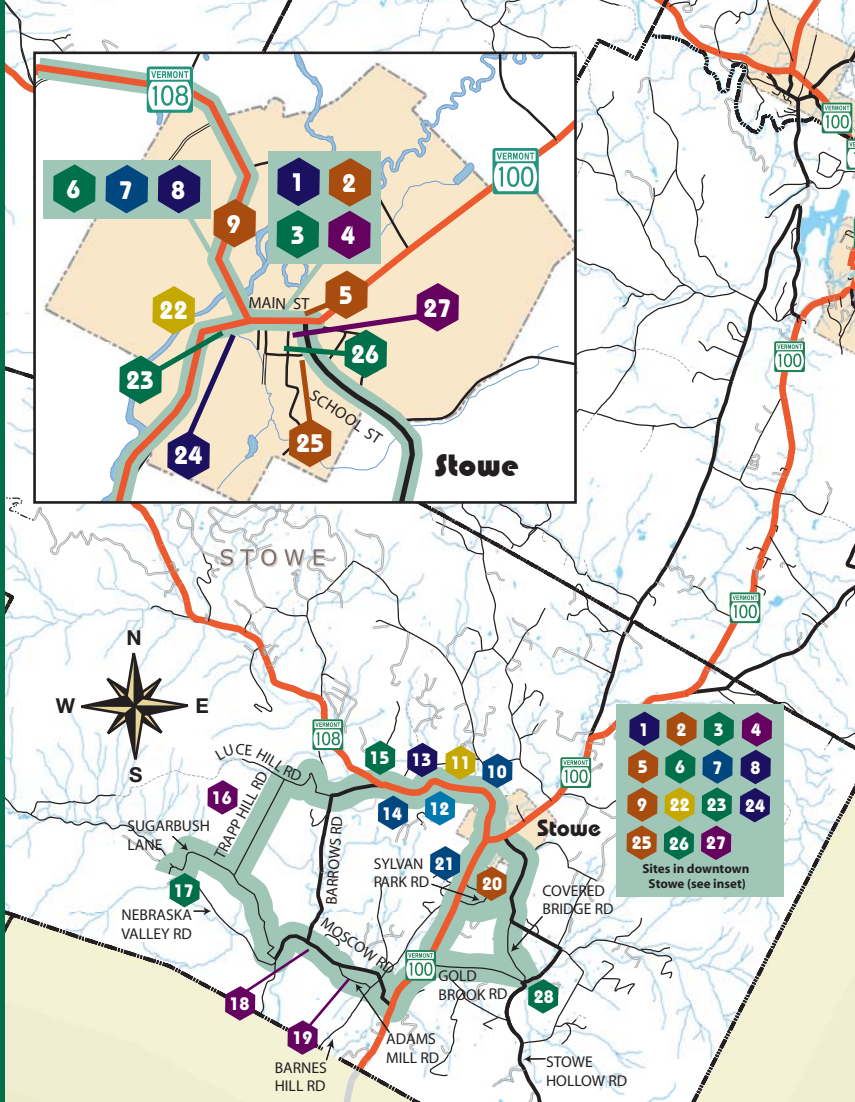 VERMONT
108
VERMONT
100
6 7 8
1 2
3 4
9
5
MAIN ST
27
22
26
23
SCHOOL ST
25
24
Stowe
VERMONT
100
VERMONT
100
STOWE
N
W E
S
VERMONT
100
VERMONT
108
LUCE HILL RD
15 13 11 10
VERMONT
100
1 2 3 4
5 6 7 8
9 22 23 24
25 26 27
Sites in downtown
Stowe (see inset)
16
TRAPP HILL RD
14 12
Stowe
SUGARBUSH
LANE
BARROWS RD
21
SYLVAN
PARK RD
20
17
COVERED
BRIDGE RD
NEBRASKA
VALLEY RD
MOSCOW RD
VERMONT
100
GOLD
BROOK RD
28
18
19
ADAMS
MILL RD
BARNES
HILL RD
STOWE
HOLLOW RD